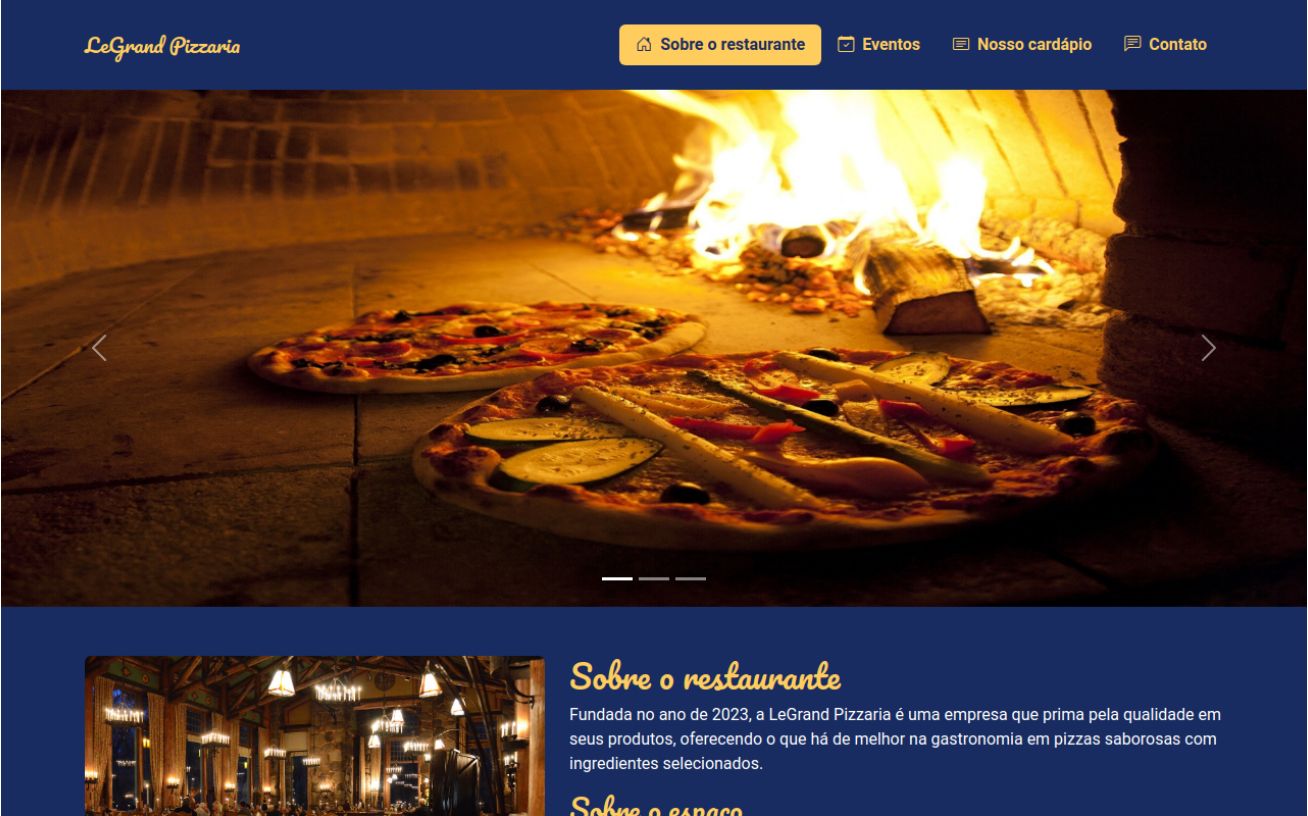 LeGrand Pizzaria
Sobre o restaurante
Eventos
Nosso cardápio
Contato
Sobre o restaurante
Fundada no ano de 2023, a LeGrand Pizzaria é uma empresa que prima pela qualidade em
seus produtos, oferecendo o que há de melhor na gastronomia em pizzas saborosas com
ingredientes selecionados.
Sobre o espaço